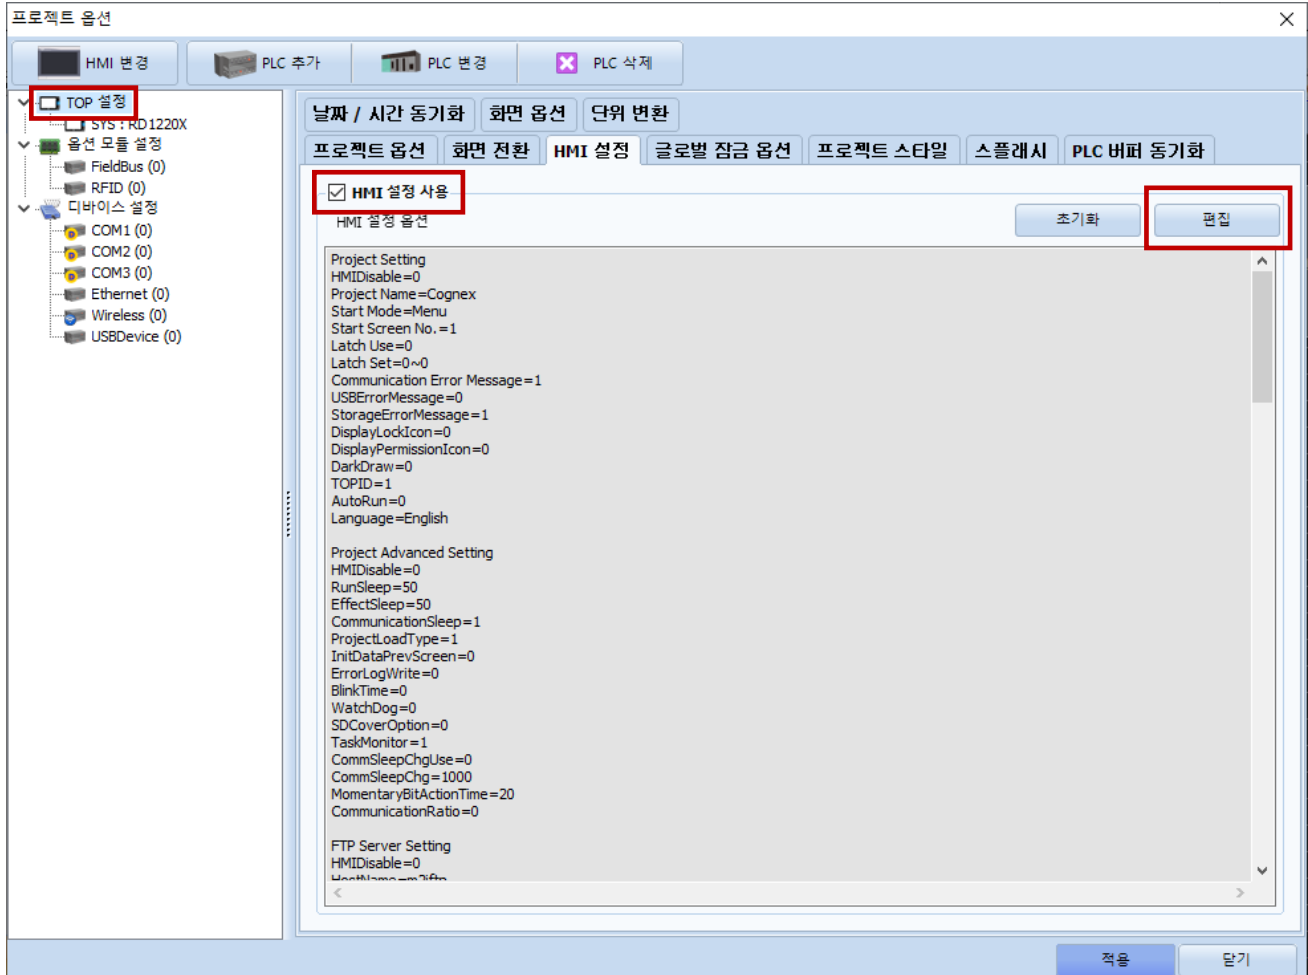 프로젝트 옵션
HMI 변경
PLC 추가
PLC 변경
PLC 삭제
TOP 설정
SYS : RD1220X
옵션 모듈 설정
FieldBus (0)
RFID (0)
디바이스 설정
COM1 (0)
COM2 (0)
COM3 (0)
Ethernet (0)
Wireless (0)
USBDevice (0)
날짜 / 시간 동기화
화면 옵션
단위 변환
프로젝트 옵션
화면 전환
HMI 설정
글로벌 잠금 옵션
프로젝트 스타일
스플래시
PLC 버퍼 동기화
HMI 설정 사용
HMI 설정 옵션
초기화
편집
Project Setting
HMIDisable=0
Project Name=Cognex
Start Mode=Menu
Start Screen No.=1
Latch Use=0
Latch Set=0~0
Communication Error Message=1
USBErrorMessage=0
StorageErrorMessage=1
DisplayLockIcon=0
DisplayPermissionIcon=0
DarkDraw=0
TOPID=1
AutoRun=0
Language=English
Project Advanced Setting
HMIDisable=0
RunSleep=50
EffectSleep=50
CommunicationSleep=1
ProjectLoadType=1
InitDataPrevScreen=0
ErrorLogWrite=0
BlinkTime=0
WatchDog=0
SDCoverOption=0
TaskMonitor=1
CommSleepChgUse=0
CommSleepChg=1000
MomentaryBitActionTime=20
CommunicationRatio=0
FTP Server Setting
HMIDisable=0
HostName=m2iftp
적용
닫기